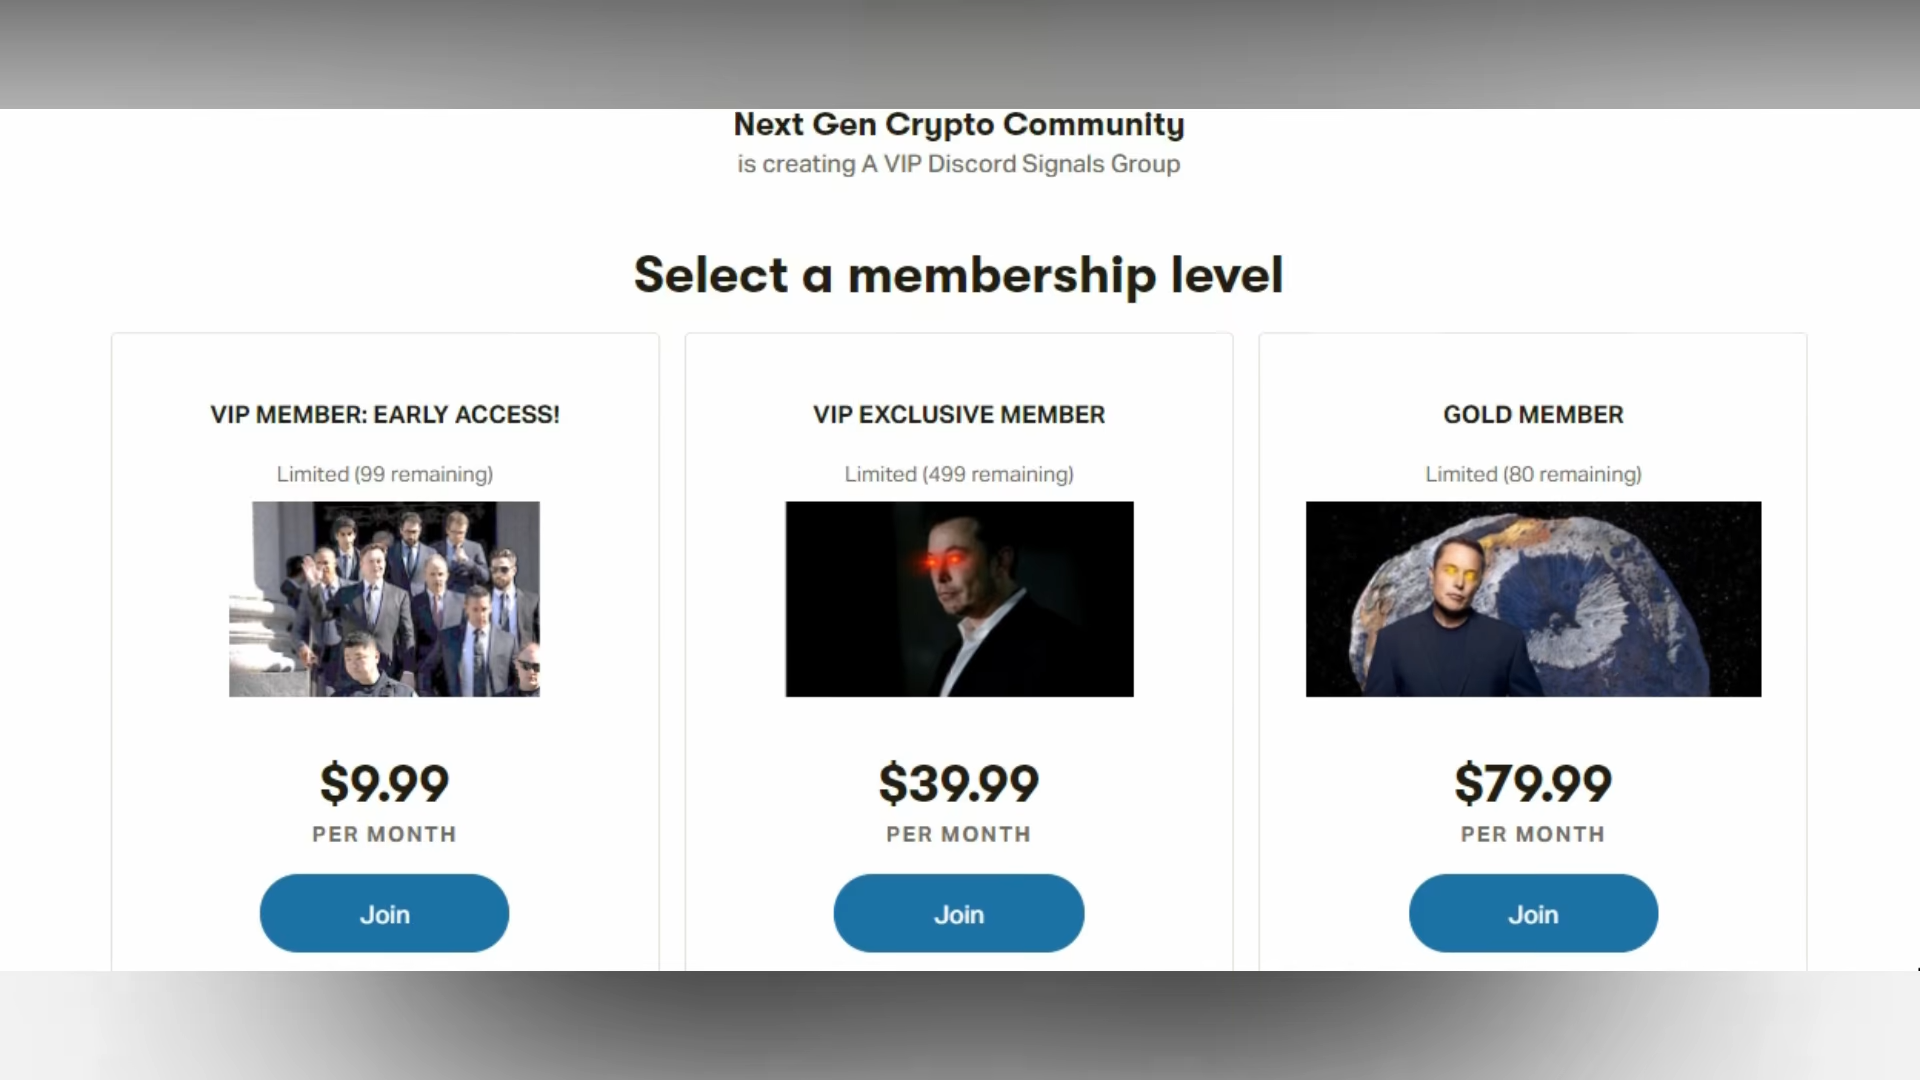 Next Gen Crypto Community
is creating A VIP Discord Signals Group
Select a membership level
VIP MEMBER: EARLY ACCESS!
Limited (99 remaining)
$9.99
PER MONTH
Join
VIP EXCLUSIVE MEMBER
Limited (499 remaining)
$39.99
PER MONTH
Join
GOLD MEMBER
Limited (80 remaining)
$79.99
PER MONTH
Join